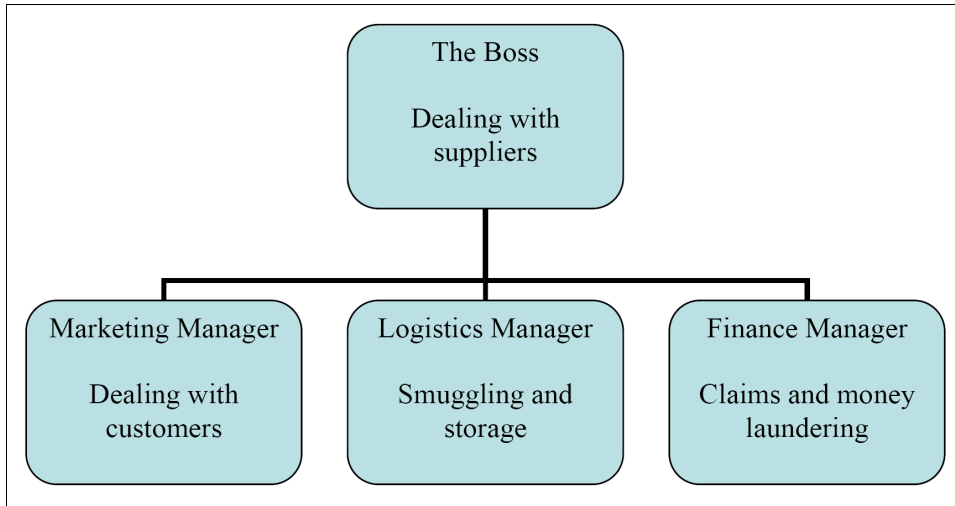 The Boss
Dealing with
suppliers
Marketing Manager
Dealing with
customers
Logistics Manager
Smuggling and
storage
Finance Manager
Claims and money
laundering